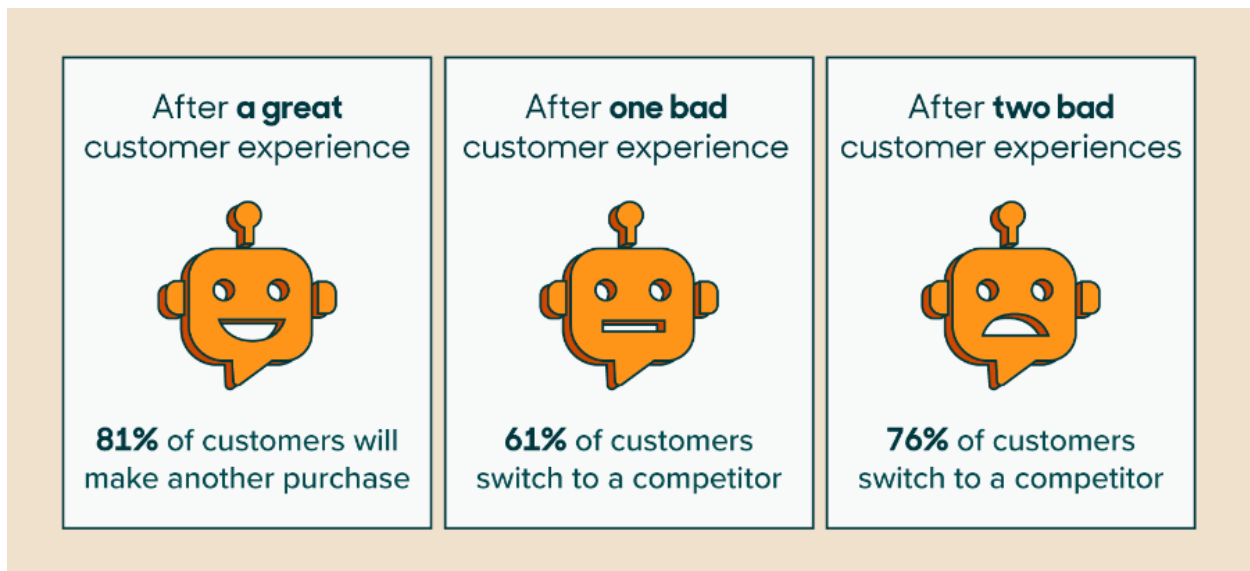 After a great
customer experience
81% of customers will
make another purchase
After one bad
customer experience
61% of customers
switch to a competitor
After two bad
customer experiences
76% of customers
switch to a competitor